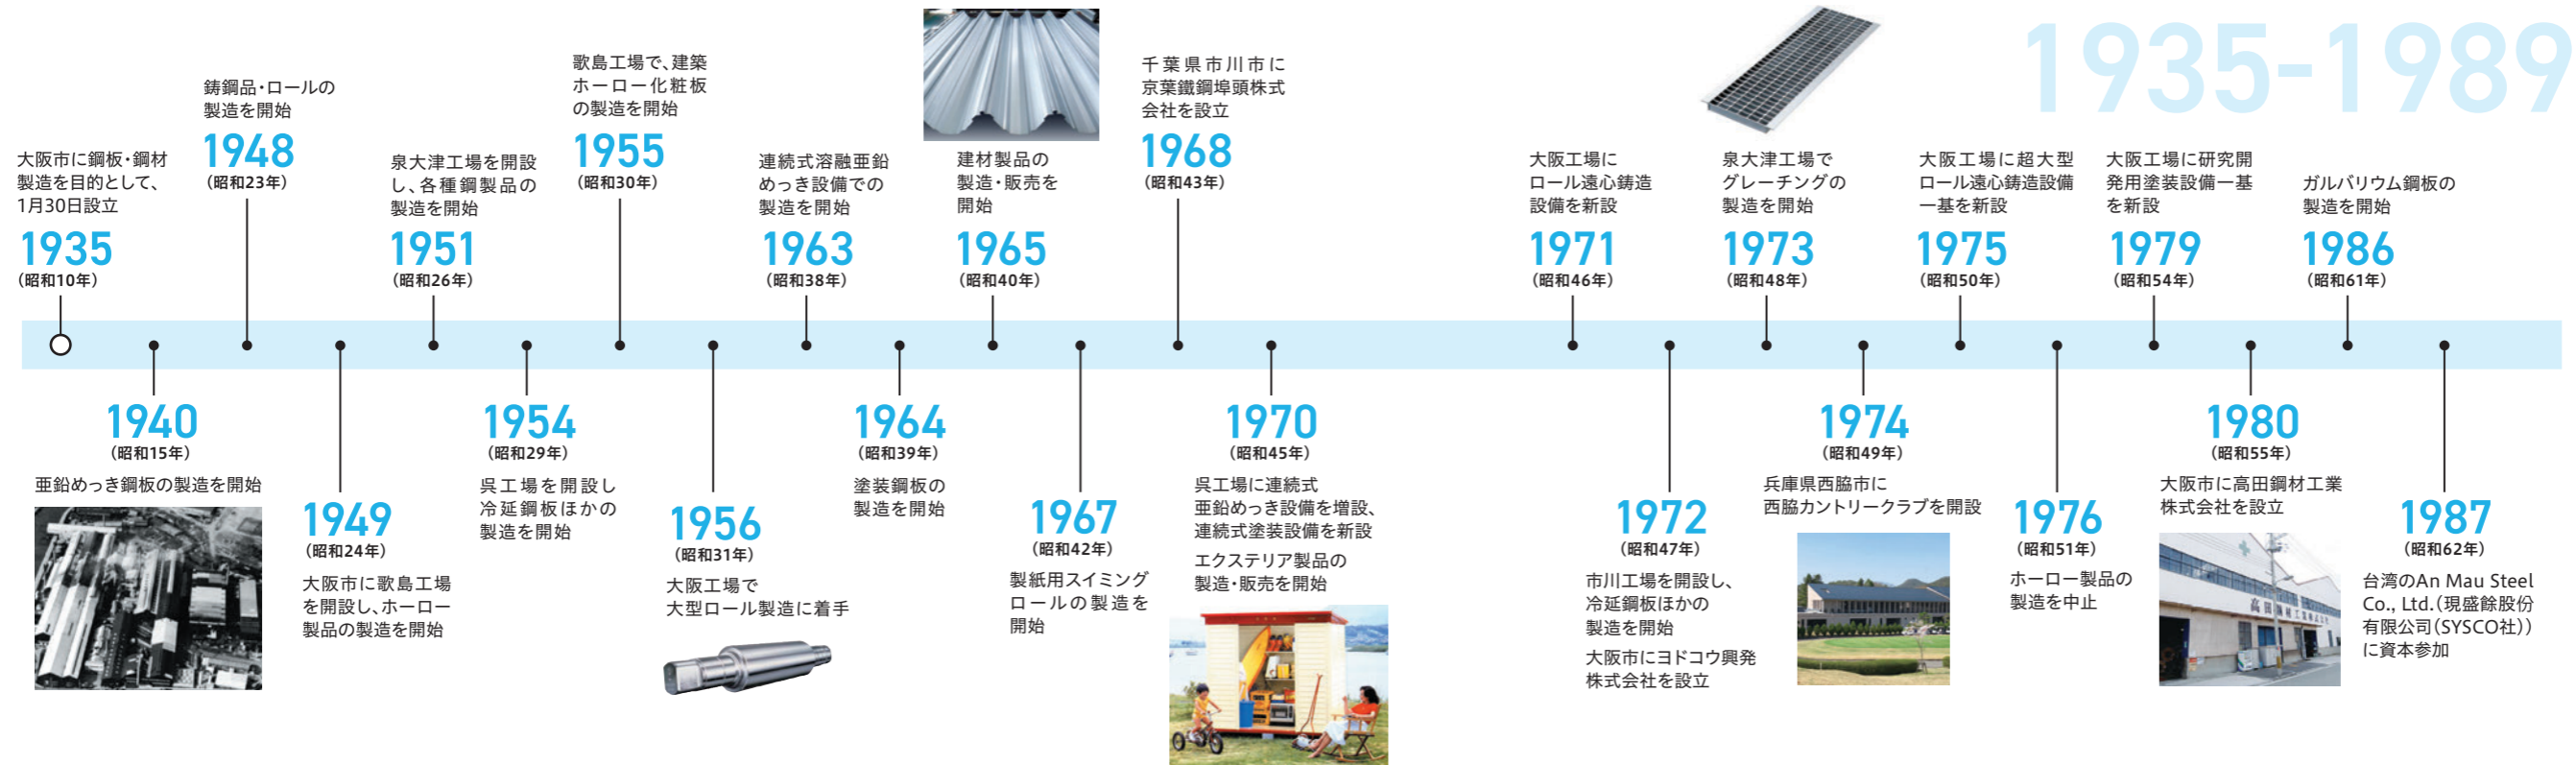 1935-1989
大阪市に鋼板・鋼材
製造を目的として、
1月30日設立
1935
(昭和10年)
1940
(昭和15年)
亜鉛めっき鋼板の製造を開始
鋳鋼品・ロールの
製造を開始
1948
(昭和23年)
1949
(昭和24年)
大阪市に歌島工場
を開設し、ホーロー
製品の製造を開始
泉大津工場を開設
し、各種鋼製品の
製造を開始
1951
(昭和26年)
1954
(昭和29年)
呉工場を開設し
冷延鋼板ほかの
製造を開始
歌島工場で、建築
ホーロー化粧板
の製造を開始
1955
(昭和30年)
1956
(昭和31年)
大阪工場で
大型ロール製造に着手
連続式溶融亜鉛
めっき設備での
製造を開始
1963
(昭和38年)
1964
(昭和39年)
塗装鋼板の
製造を開始
建材製品の
製造・販売を
開始
1965
(昭和40年)
1967
(昭和42年)
製紙用スイミング
ロールの製造を
開始
千葉県市川市に
京葉鐵鋼埠頭株式
会社を設立
1968
(昭和43年)
1970
(昭和45年)
呉工場に連続式
亜鉛めっき設備を増設、
連続式塗装設備を新設
エクステリア製品の
製造・販売を開始
大阪工場に
ロール遠心鋳造
設備を新設
1971
(昭和46年)
1972
(昭和47年)
市川工場を開設し、
冷延鋼板ほかの
製造を開始
大阪市にヨドコウ興発
株式会社を設立
泉大津工場で
グレーチングの
製造を開始
1973
(昭和48年)
1974
(昭和49年)
兵庫県西脇市に
西脇カントリークラブを開設
大阪工場に超大型
ロール遠心鋳造設備
一基を新設
1975
(昭和50年)
1976
(昭和51年)
ホーロー製品の
製造を中止
大阪工場に研究開
発用塗装設備一基
を新設
1979
(昭和54年)
1980
(昭和55年)
大阪市に高田鋼材工業
株式会社を設立
ガルバリウム鋼板の
製造を開始
1986
(昭和61年)
1987
(昭和62年)
台湾のAn Mau Steel
Co., Ltd.(現盛餘股份
有限公司(SYSCO社))
に資本参加